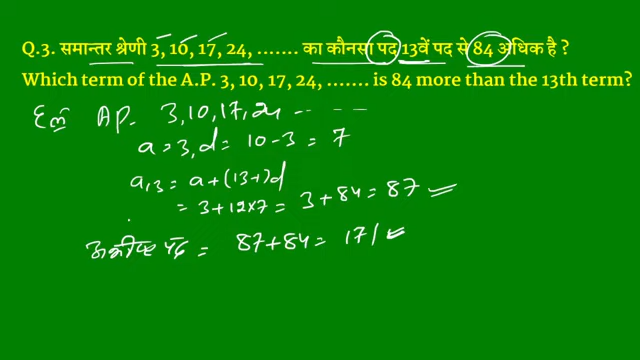 Q.3. समान्तर श्रेणी 3, 10, 17, 24, ....... का कौनसा पद 13वें पद से 84 अधिक है ?
Which term of the A.P. 3, 10, 17, 24, ....... is 84 more than the 13th term?
हल A.P. 3, 10, 17, 24 ... ...
a = 3, d = 10 - 3 = 7
a13 = a + (13-1)d
= 3 + 12×7 = 3 + 84 = 87
अभीष्ट पद = 87 + 84 = 171